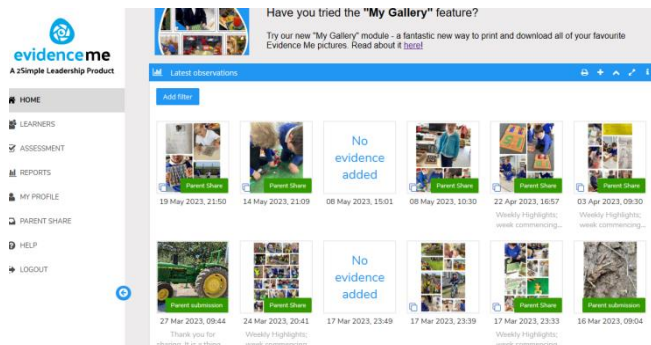 Have you tried the "My Gallery" feature?
Try our new "My Gallery" module - a fantastic new way to print and download all of your favourite
Evidence Me pictures. Read about it here!
evidenceme
A 2Simple Leadership Product
HOME
LEARNERS
ASSESSMENT
REPORTS
MY PROFILE
PARENT SHARE
HELP
LOGOUT
Latest observations
Add filter
No
evidence
added
Parent Share
Parent Share
Parent Share
Parent Share
Parent Share
19 May 2023, 21:50
14 May 2023, 21:09
08 May 2023, 15:01
08 May 2023, 10:30
22 Apr 2023, 16:57
03 Apr 2023, 09:30
Weekly Highlights;
week commencing...
Weekly Highlights;
week commencing...
No
evidence
added
Parent submission
Parent Share
Parent Share
Parent Share
Parent submission
27 Mar 2023, 09:44
24 Mar 2023, 20:41
17 Mar 2023, 23:49
17 Mar 2023, 23:39
17 Mar 2023, 23:33
16 Mar 2023, 09:04
Thank you for
Weekly Highlights;
Weekly Highlights;